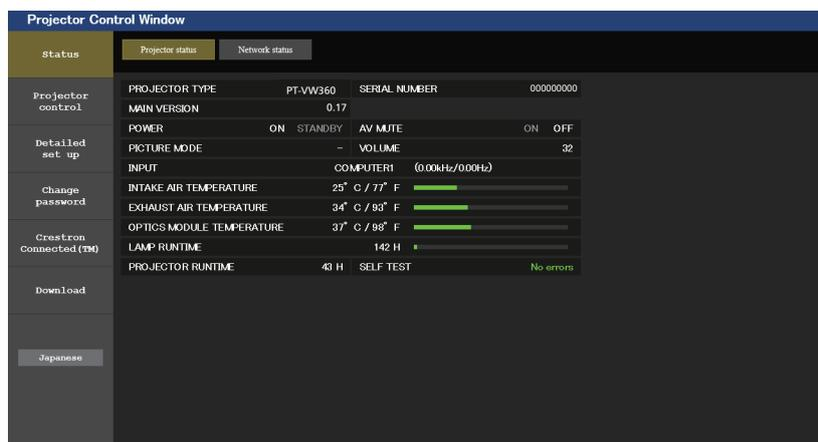 Projector Control Window
Status
Projector control
Detailed set up
Change password
Crestron Connected(TM)
Download
Japanese
Projector status Network status
PROJECTOR TYPE PT-VW360 SERIAL NUMBER 000000000
MAIN VERSION 0.17
POWER ON STANDBY AV MUTE ON OFF
PICTURE MODE – VOLUME 32
INPUT COMPUTER1 (0.00kHz/0.00Hz)
INTAKE AIR TEMPERATURE 25° C / 77° F
EXHAUST AIR TEMPERATURE 34° C / 93° F
OPTICS MODULE TEMPERATURE 37° C / 98° F
LAMP RUNTIME 142 H
PROJECTOR RUNTIME 43 H SELF TEST No errors